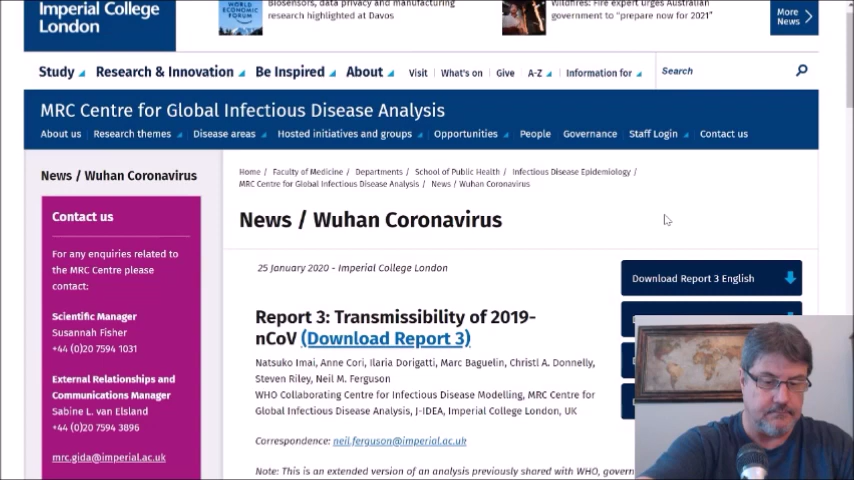 Imperial College
London
Biosensors, data privacy and manufacturing
research highlighted at Davos
Wildfires: Fire expert urges Australian
government to “prepare now for 2021”
More
News
WORLD
ECONOMIC
FORUM
Study
Research & Innovation
Be Inspired
About
Visit
What's on
Give
A-Z
Information for
Search
MRC Centre for Global Infectious Disease Analysis
About us
Research themes
Disease areas
Hosted initiatives and groups
Opportunities
People
Governance
Staff Login
Contact us
News / Wuhan Coronavirus
Contact us
For any enquiries related to
the MRC Centre please
contact:
Scientific Manager
Susannah Fisher
+44 (0)20 7594 1031
External Relationships and
Communications Manager
Sabine L. van Elsland
+44 (0)20 7594 3896
mrc.gida@imperial.ac.uk
Home / Faculty of Medicine / Departments / School of Public Health / Infectious Disease Epidemiology /
MRC Centre for Global Infectious Disease Analysis / News / Wuhan Coronavirus
News / Wuhan Coronavirus
25 January 2020 - Imperial College London
Report 3: Transmissibility of 2019-
nCoV (Download Report 3)
Natsuko Imai, Anne Cori, Ilaria Dorigatti, Marc Baguelin, Christl A. Donnelly,
Steven Riley, Neil M. Ferguson
WHO Collaborating Centre for Infectious Disease Modelling, MRC Centre for
Global Infectious Disease Analysis, J-IDEA, Imperial College London, UK
Correspondence: neil.ferguson@imperial.ac.uk
Note: This is an extended version of an analysis previously shared with WHO, govern
Download Report 3 English